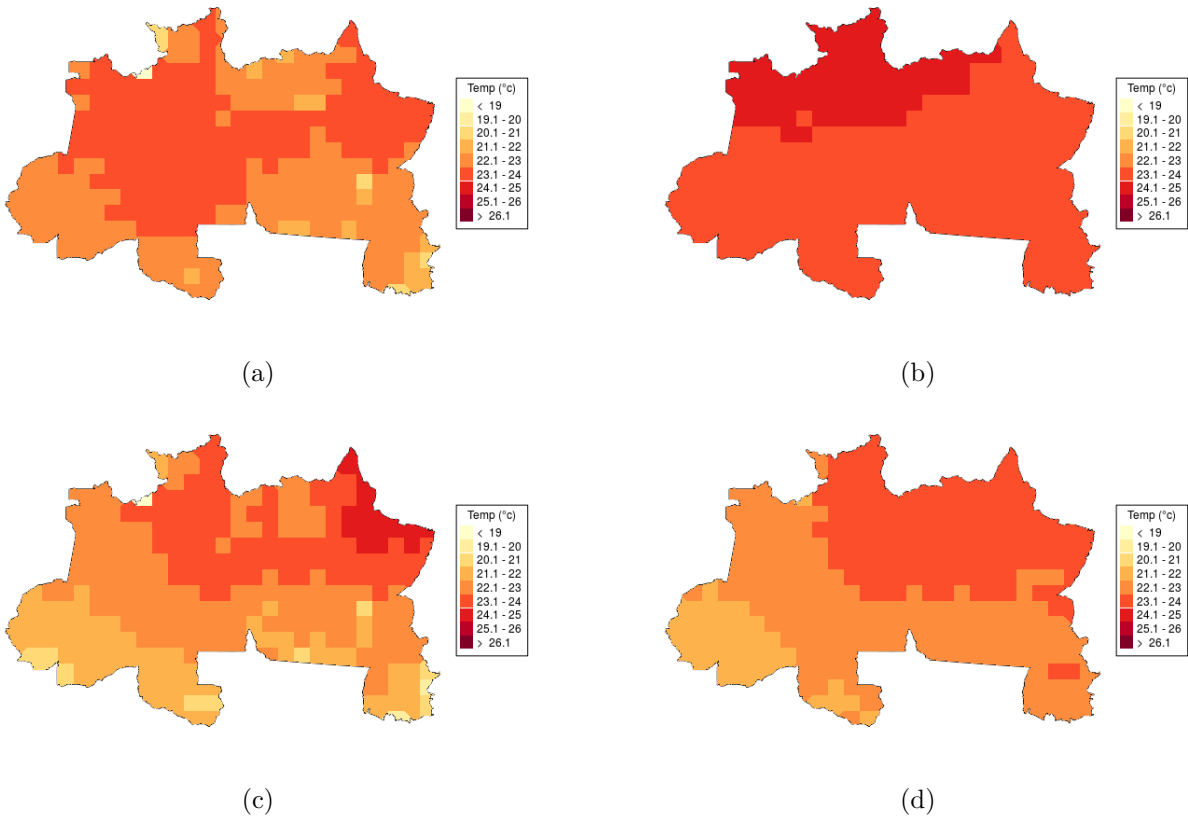 Temp (°c)
< 19
19.1 - 20
20.1 - 21
21.1 - 22
22.1 - 23
23.1 - 24
24.1 - 25
25.1 - 26
> 26.1
(a)
Temp (°c)
< 19
19.1 - 20
20.1 - 21
21.1 - 22
22.1 - 23
23.1 - 24
24.1 - 25
25.1 - 26
> 26.1
(b)
Temp (°c)
< 19
19.1 - 20
20.1 - 21
21.1 - 22
22.1 - 23
23.1 - 24
24.1 - 25
25.1 - 26
> 26.1
(c)
Temp (°c)
< 19
19.1 - 20
20.1 - 21
21.1 - 22
22.1 - 23
23.1 - 24
24.1 - 25
25.1 - 26
> 26.1
(d)